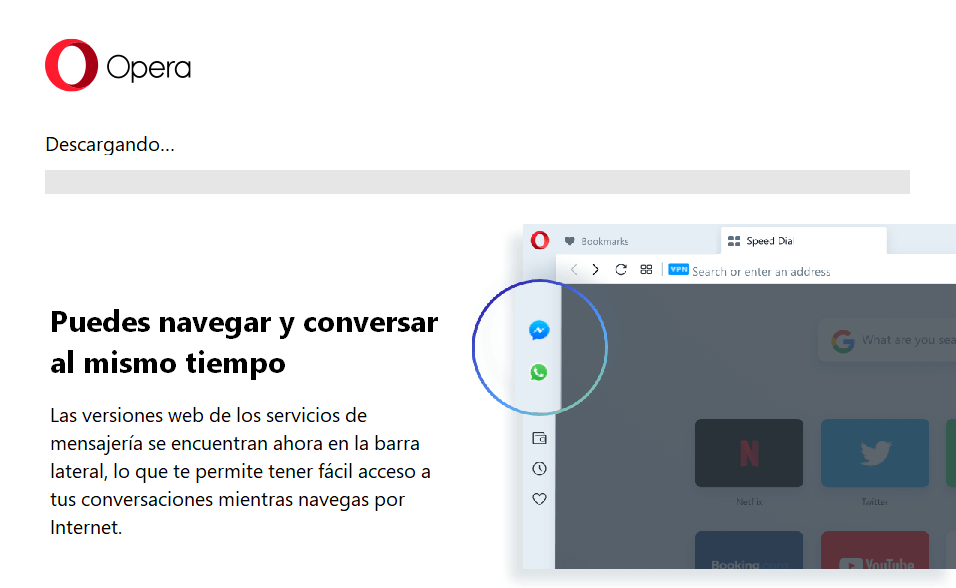 Opera
Descargando...
Bookmarks
Speed Dial
VPN Search or enter an address
Puedes navegar y conversar
al mismo tiempo
What are you sea
Las versiones web de los servicios de
mensajería se encuentran ahora en la barra
lateral, lo que te permite tener fácil acceso a
tus conversaciones mientras navegas por
Internet.
N
Netflix
Twitter
Booking.com
YouTube